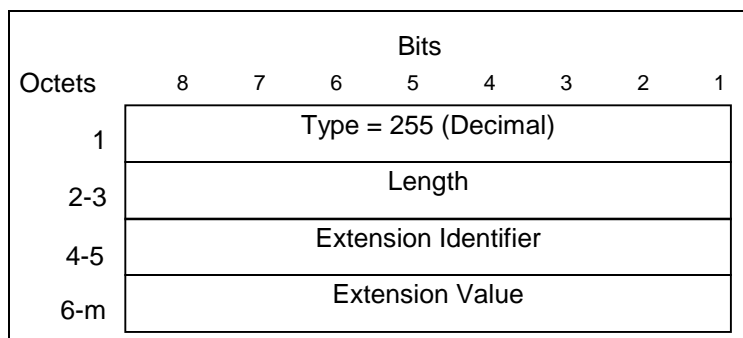 Bits
Octets 8 7 6 5 4 3 2 1
1 Type = 255 (Decimal)
2-3 Length
4-5 Extension Identifier
6-m Extension Value